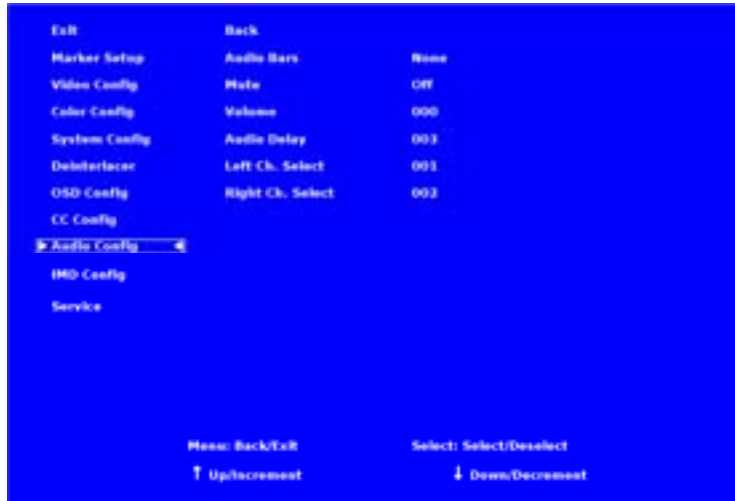 Exit Back
Marker Setup Audio Bars None
Video Config Mute Off
Color Config Volume 000
System Config Audio Delay 003
Deinterlacer Left Ch. Select 001
OSD Config Right Ch. Select 002
CC Config
Audio Config
IMD Config
Service
Menu: Back/Exit Select: Select/Deselect
↑ Up/Increment ↓ Down/Decrement